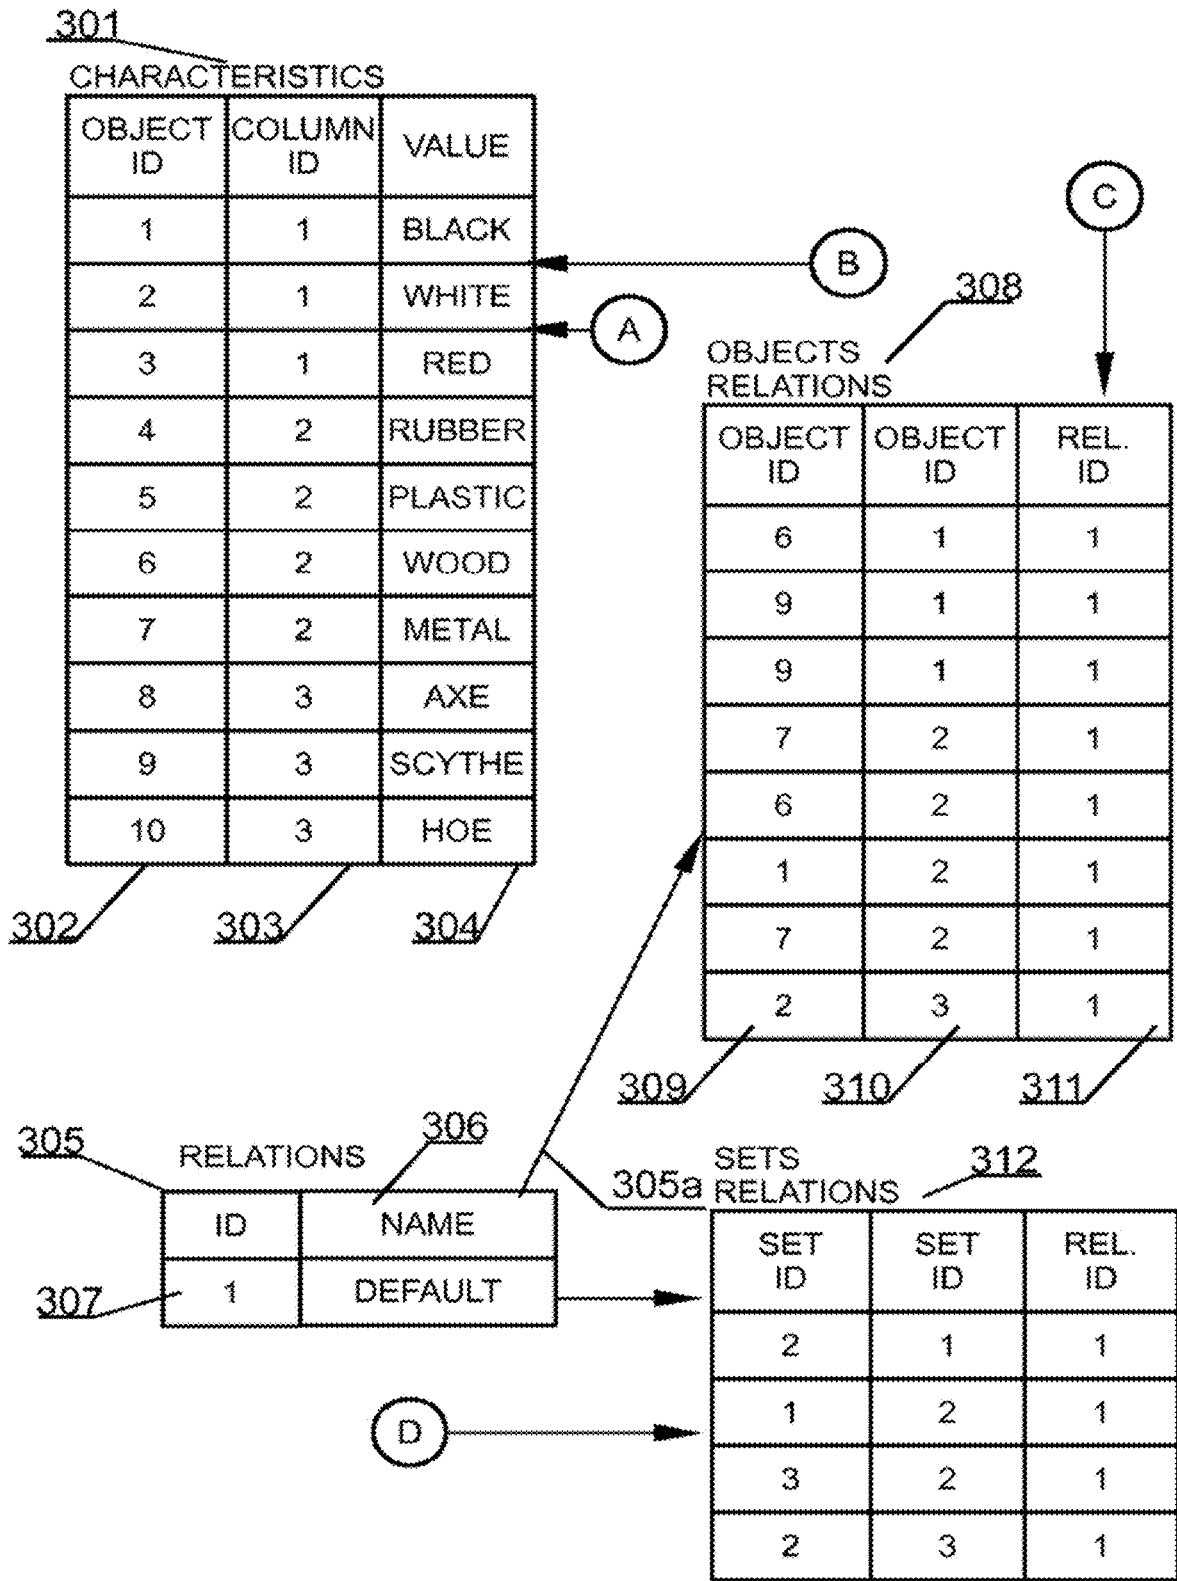 301
CHARACTERISTICS
OBJECT ID COLUMN ID VALUE
1 1 BLACK
2 1 WHITE
3 1 RED
4 2 RUBBER
5 2 PLASTIC
6 2 WOOD
7 2 METAL
8 3 AXE
9 3 SCYTHE
10 3 HOE
302 303 304
B
A
C
308
OBJECTS
RELATIONS
OBJECT ID OBJECT ID REL. ID
6 1 1
9 1 1
9 1 1
7 2 1
6 2 1
1 2 1
7 2 1
2 3 1
309 310 311
305 RELATIONS 306
ID NAME
1 DEFAULT
307
305a
SETS
RELATIONS
312
SET ID SET ID REL. ID
2 1 1
1 2 1
3 2 1
2 3 1
D